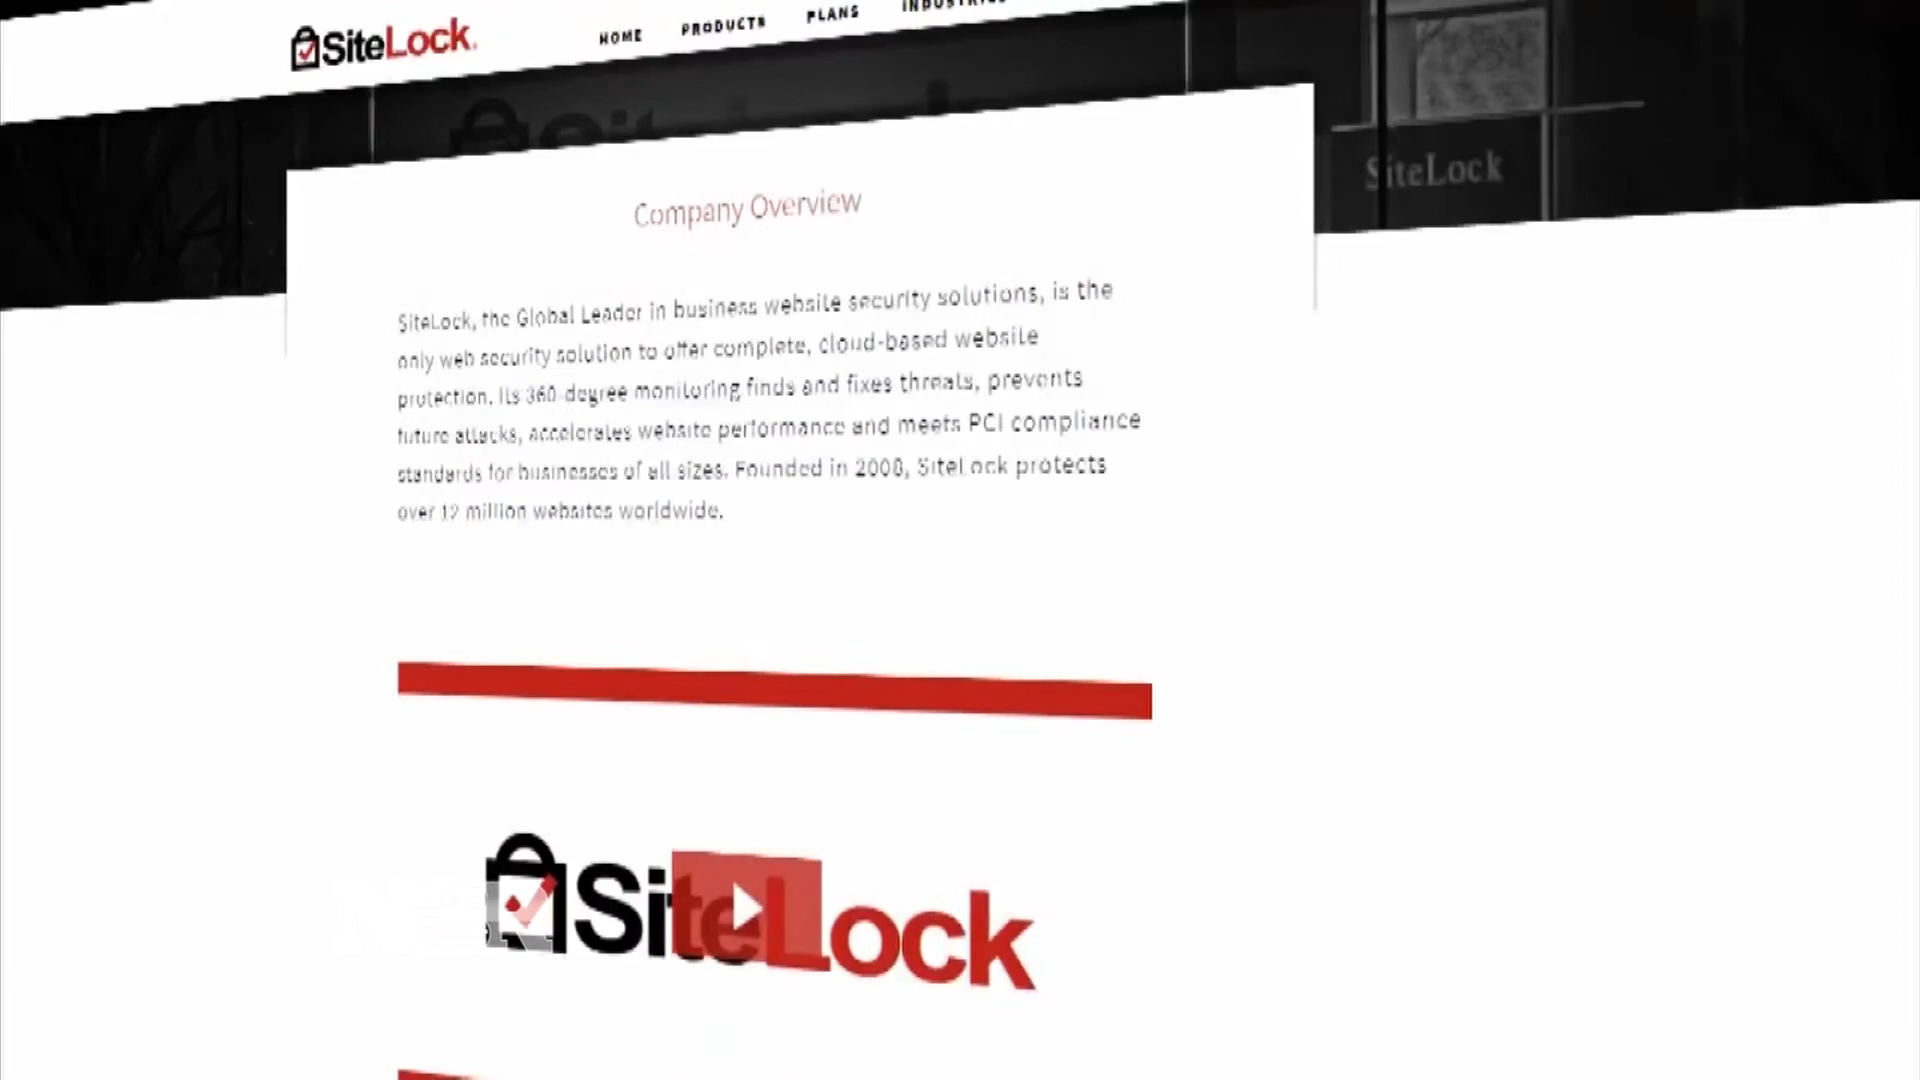 SiteLock
HOME PRODUCTS PLANS INDUSTRIES
SiteLock
Company Overview
SiteLock, the Global Leader in business website security solutions, is the
only web security solution to offer complete, cloud-based website
protection. Its 360-degree monitoring finds and fixes threats, prevents
future attacks, accelerates website performance and meets PCI compliance
standards for businesses of all sizes. Founded in 2008, SiteLock protects
over 12 million websites worldwide.
SiteLock